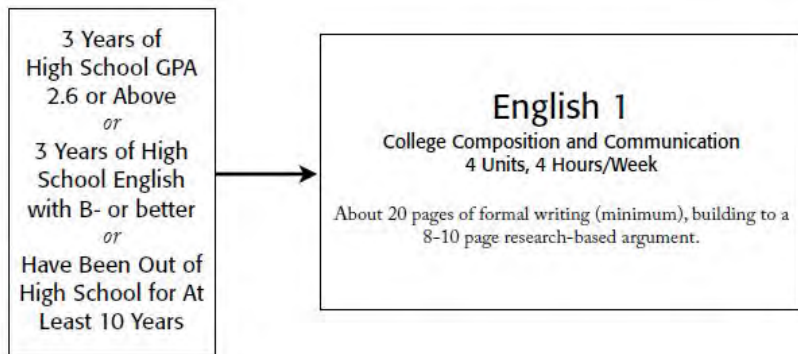 3 Years of
High School GPA
2.6 or Above
or
3 Years of High
School English
with B- or better
or
Have Been Out of
High School for At
Least 10 Years
English 1
College Composition and Communication
4 Units, 4 Hours/Week
About 20 pages of formal writing (minimum), building to a
8-10 page research-based argument.